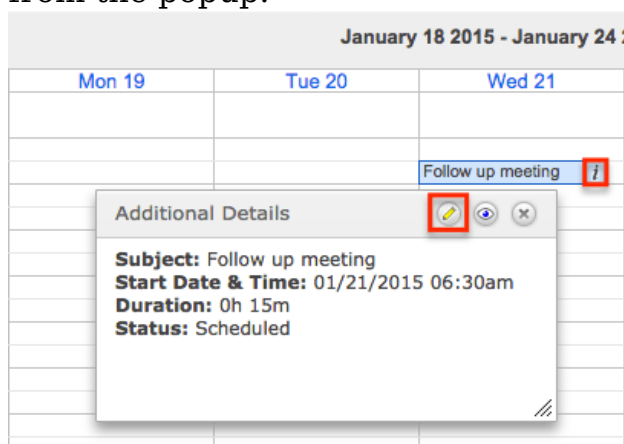 from the popup.
January 18 2015 - January 24
Mon 19 Tue 20 Wed 21
Follow up meeting i
Additional Details
Subject: Follow up meeting
Start Date & Time: 01/21/2015 06:30am
Duration: 0h 15m
Status: Scheduled